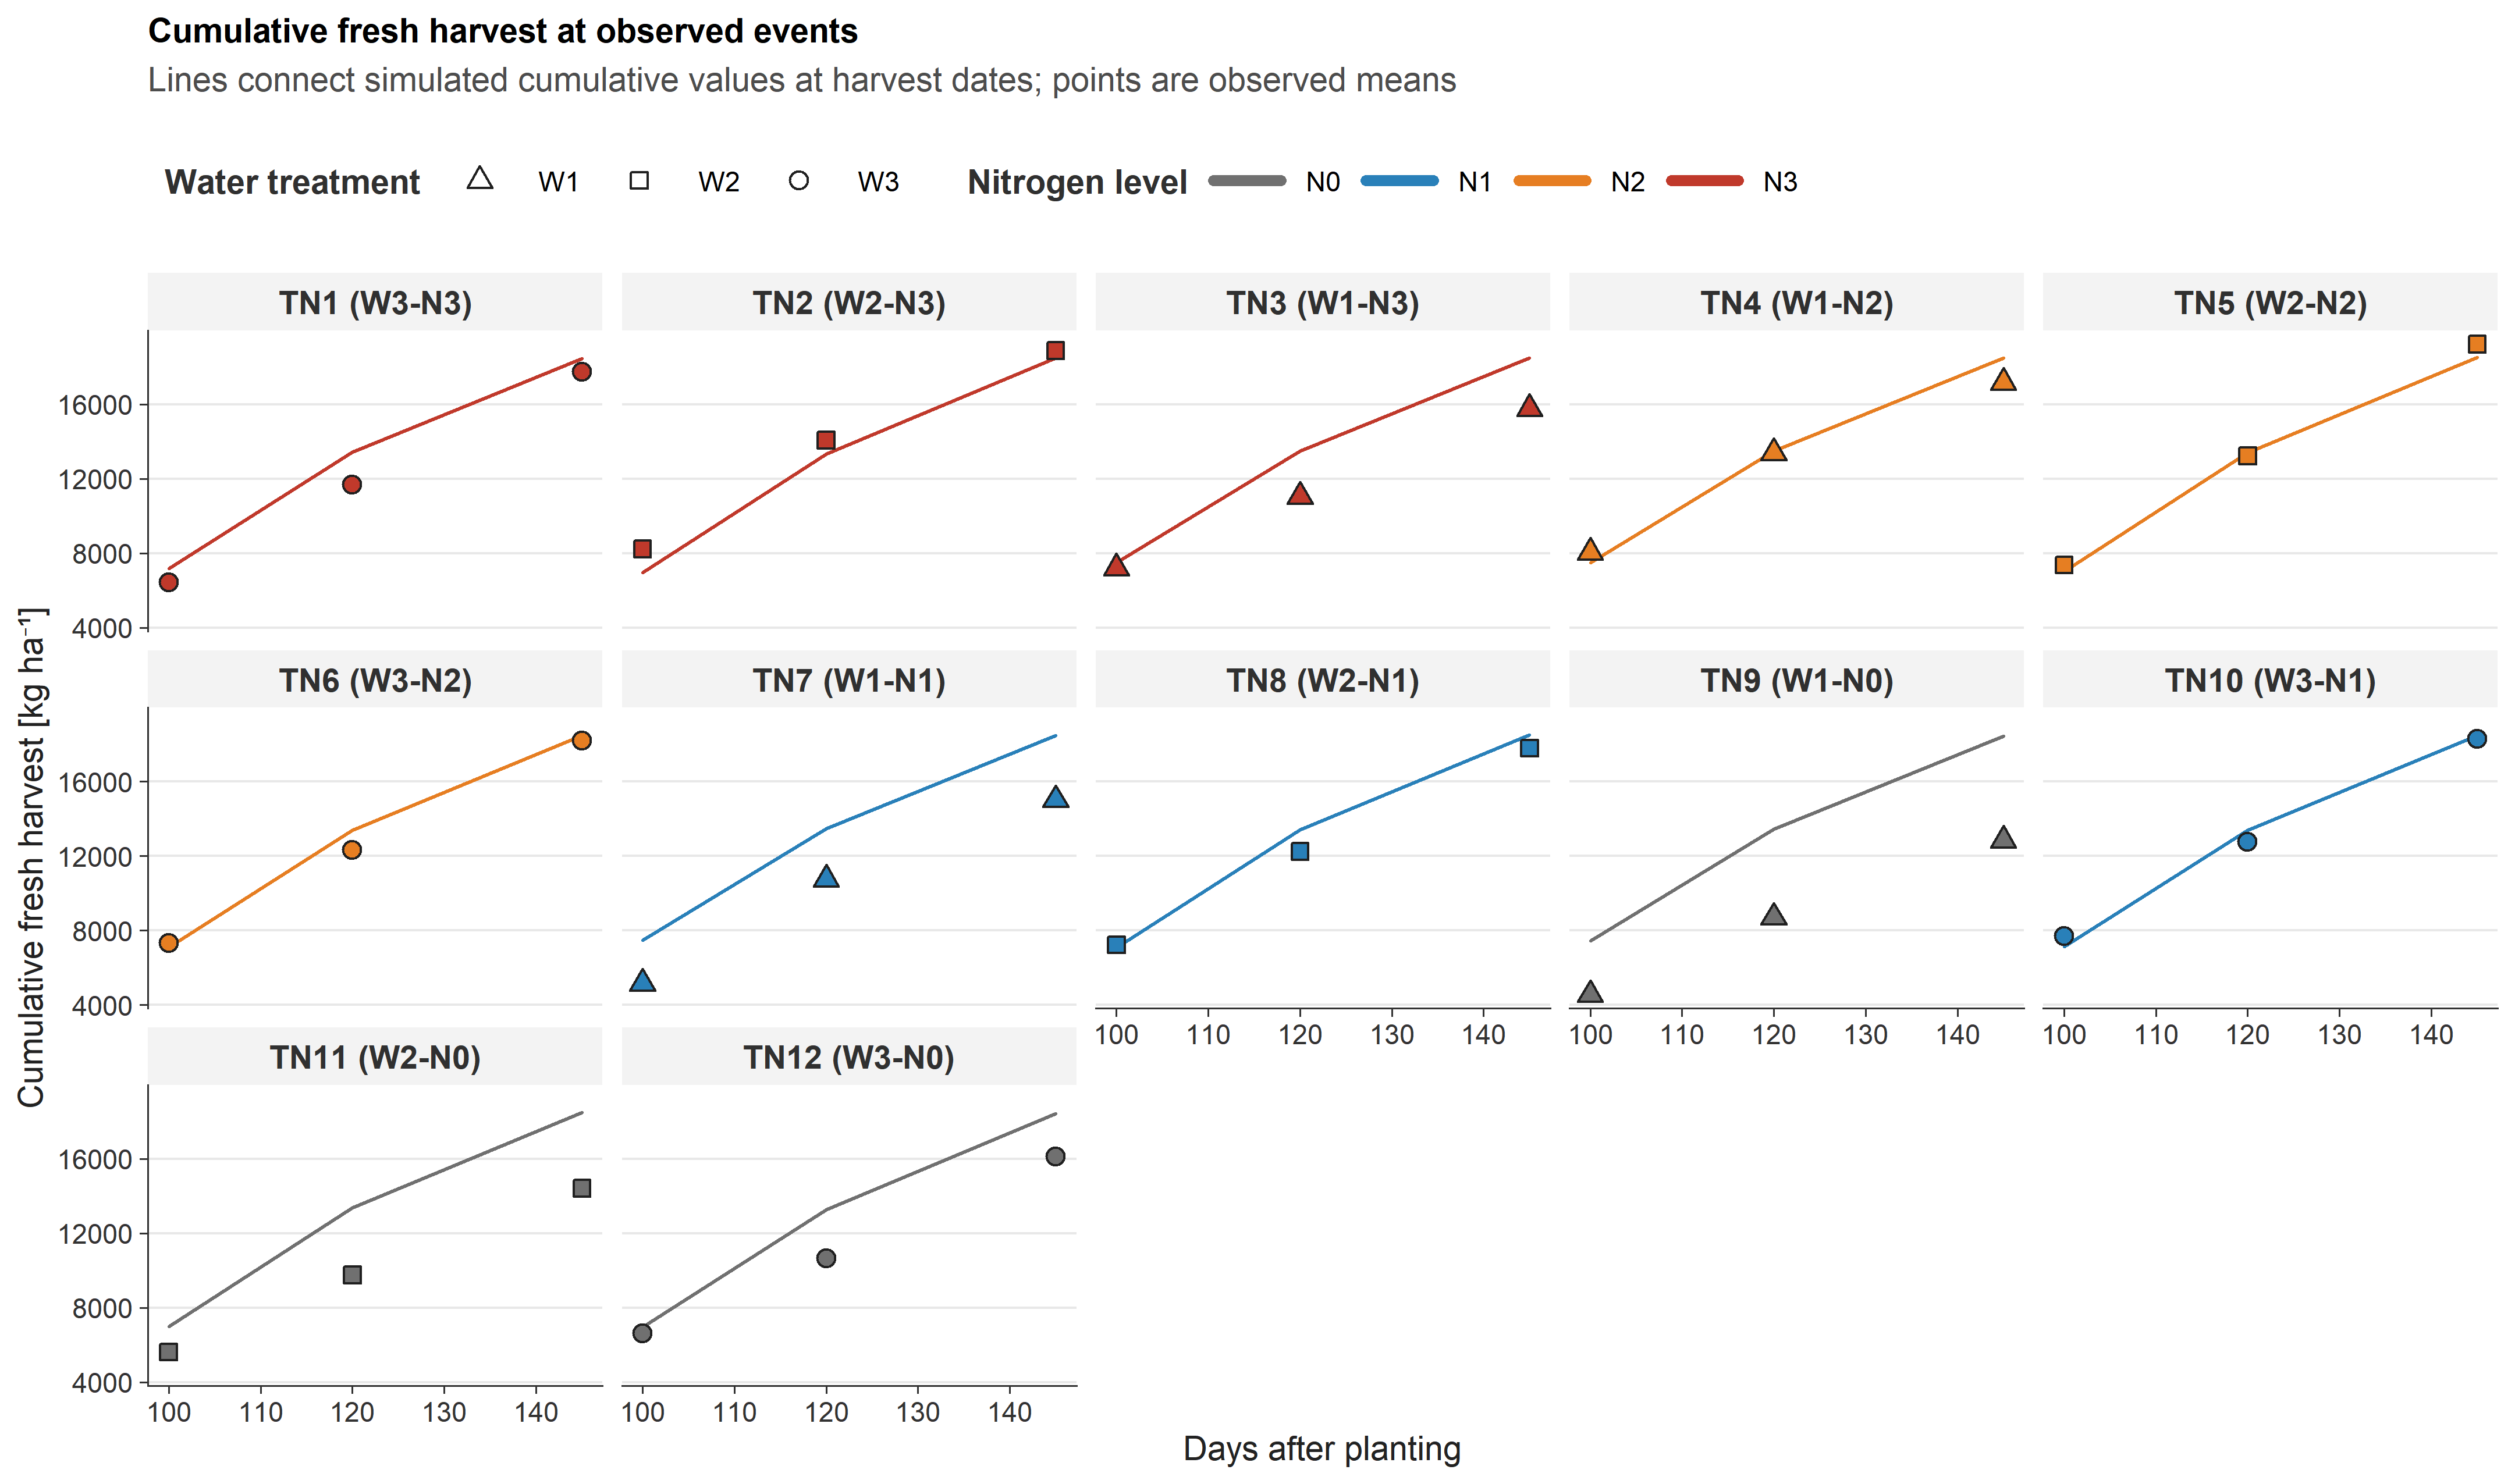 Cumulative fresh harvest at observed events
Lines connect simulated cumulative values at harvest dates; points are observed means
Water treatment W1 W2 W3 Nitrogen level N0 N1 N2 N3
TN1 (W3-N3) TN2 (W2-N3) TN3 (W1-N3) TN4 (W1-N2) TN5 (W2-N2)
16000
12000
8000
4000
TN6 (W3-N2) TN7 (W1-N1) TN8 (W2-N1) TN9 (W1-N0) TN10 (W3-N1)
16000
12000
8000
4000
100 110 120 130 140 100 110 120 130 140 100 110 120 130 140
TN11 (W2-N0) TN12 (W3-N0)
16000
12000
8000
4000
100 110 120 130 140 100 110 120 130 140
Days after planting
Cumulative fresh harvest [kg ha⁻¹]